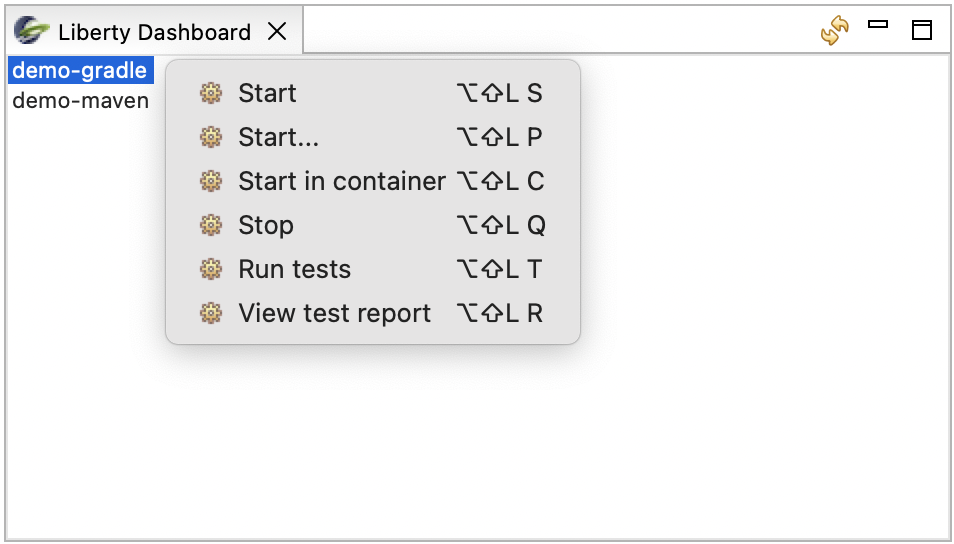 Liberty Dashboard
demo-gradle
demo-maven
Start ⌥⇧L S
Start... ⌥⇧L P
Start in container ⌥⇧L C
Stop ⌥⇧L Q
Run tests ⌥⇧L T
View test report ⌥⇧L R